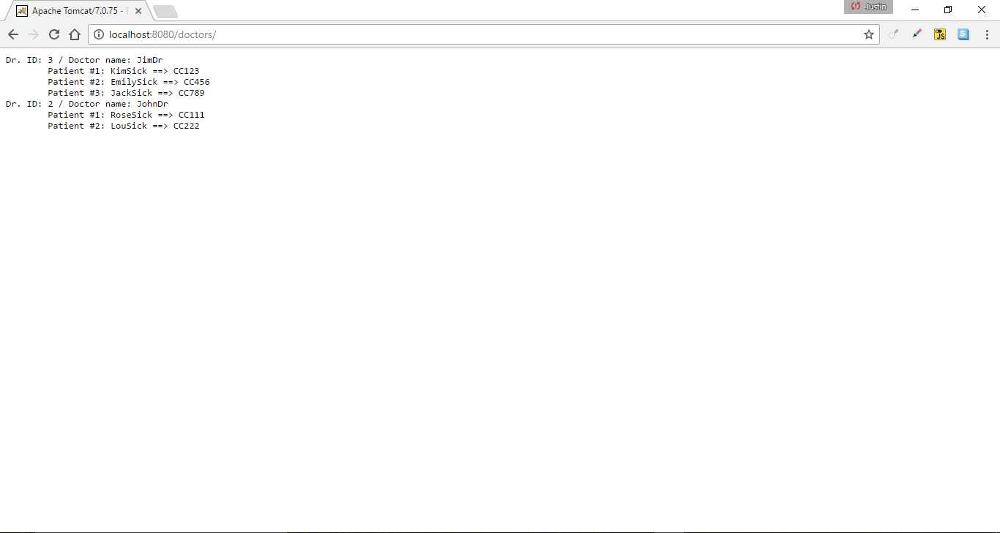 Apache Tomcat/7.0.75 -
Justin
localhost:8080/doctors/
JS
S
Dr. ID: 3 / Doctor name: JimDr
Patient #1: KimSick ==> CC123
Patient #2: EmilySick ==> CC456
Patient #3: JackSick ==> CC789
Dr. ID: 2 / Doctor name: JohnDr
Patient #1: RoseSick ==> CC111
Patient #2: LouSick ==> CC222